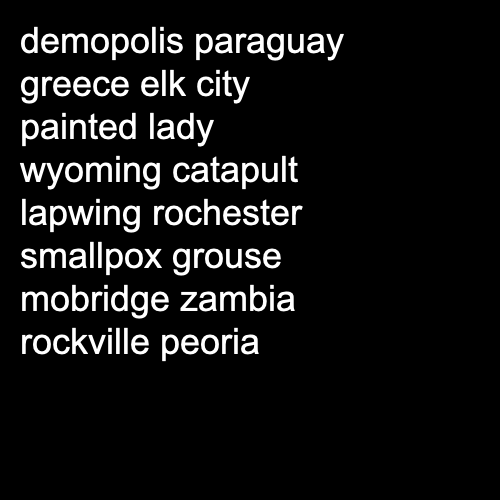 demopolis paraguay
greece elk city
painted lady
wyoming catapult
lapwing rochester
smallpox grouse
mobridge zambia
rockville peoria